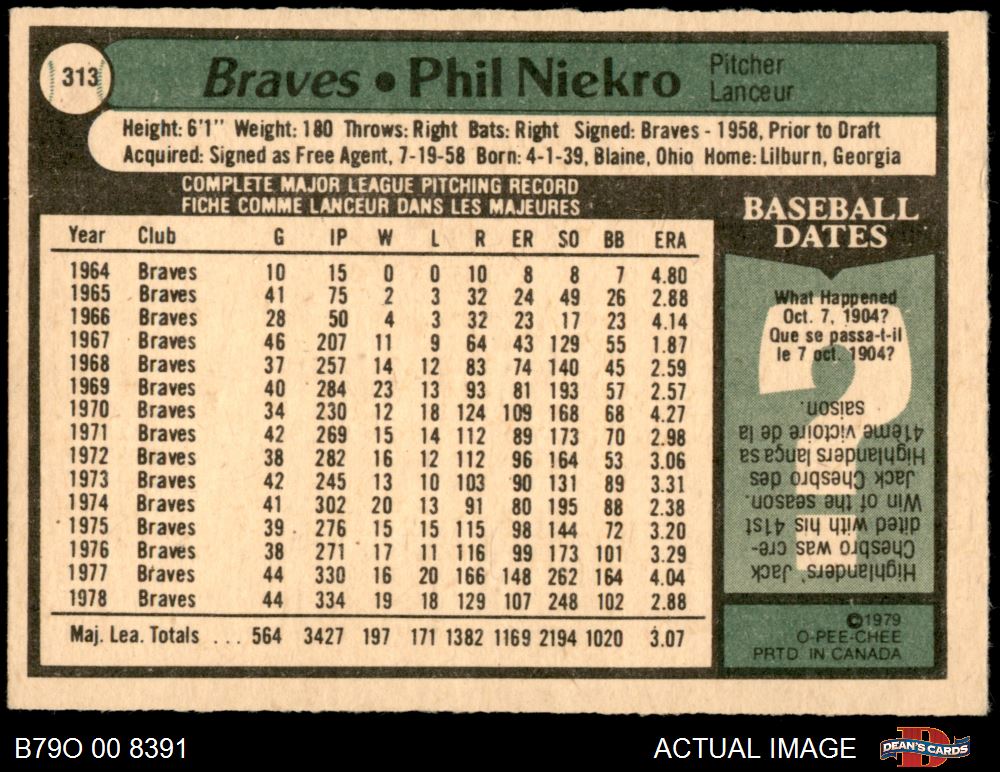 313
Braves • Phil Niekro
Pitcher
Lanceur
Height: 6'1" Weight: 180 Throws: Right Bats: Right Signed: Braves - 1958, Prior to Draft
Acquired: Signed as Free Agent, 7-19-58 Born: 4-1-39, Blaine, Ohio Home: Lilburn, Georgia
COMPLETE MAJOR LEAGUE PITCHING RECORD
FICHE COMME LANCEUR DANS LES MAJEURES
Year Club G IP W L R ER SO BB ERA
1964 Braves 10 15 0 0 10 8 8 7 4.80
1965 Braves 41 75 2 3 32 24 49 26 2.88
1966 Braves 28 50 4 3 32 23 17 23 4.14
1967 Braves 46 207 11 9 64 43 129 55 1.87
1968 Braves 37 257 14 12 83 74 140 45 2.59
1969 Braves 40 284 23 13 93 81 193 57 2.57
1970 Braves 34 230 12 18 124 109 168 68 4.27
1971 Braves 42 269 15 14 112 89 173 70 2.98
1972 Braves 38 282 16 12 112 96 164 53 3.06
1973 Braves 42 245 13 10 103 90 131 89 3.31
1974 Braves 41 302 20 13 91 80 195 88 2.38
1975 Braves 39 276 15 15 115 98 144 72 3.20
1976 Braves 38 271 17 11 116 99 173 101 3.29
1977 Braves 44 330 16 20 166 148 262 164 4.04
1978 Braves 44 334 19 18 129 107 248 102 2.88
Maj. Lea. Totals ... 564 3427 197 171 1382 1169 2194 1020 3.07
BASEBALL
DATES
What Happened
Oct. 7, 1904?
Que se passa-t-il
le 7 oct. 1904?
Highlanders' Jack
Chesbro was cre-
dited with his 41st
Win of the season.
Jack Chesbro des
Highlanders lança sa
41ème victoire de la
saison.
©1979
O-PEE-CHEE
PRTD IN CANADA
B79O 00 8391
ACTUAL IMAGE
D
DEAN'S CARDS